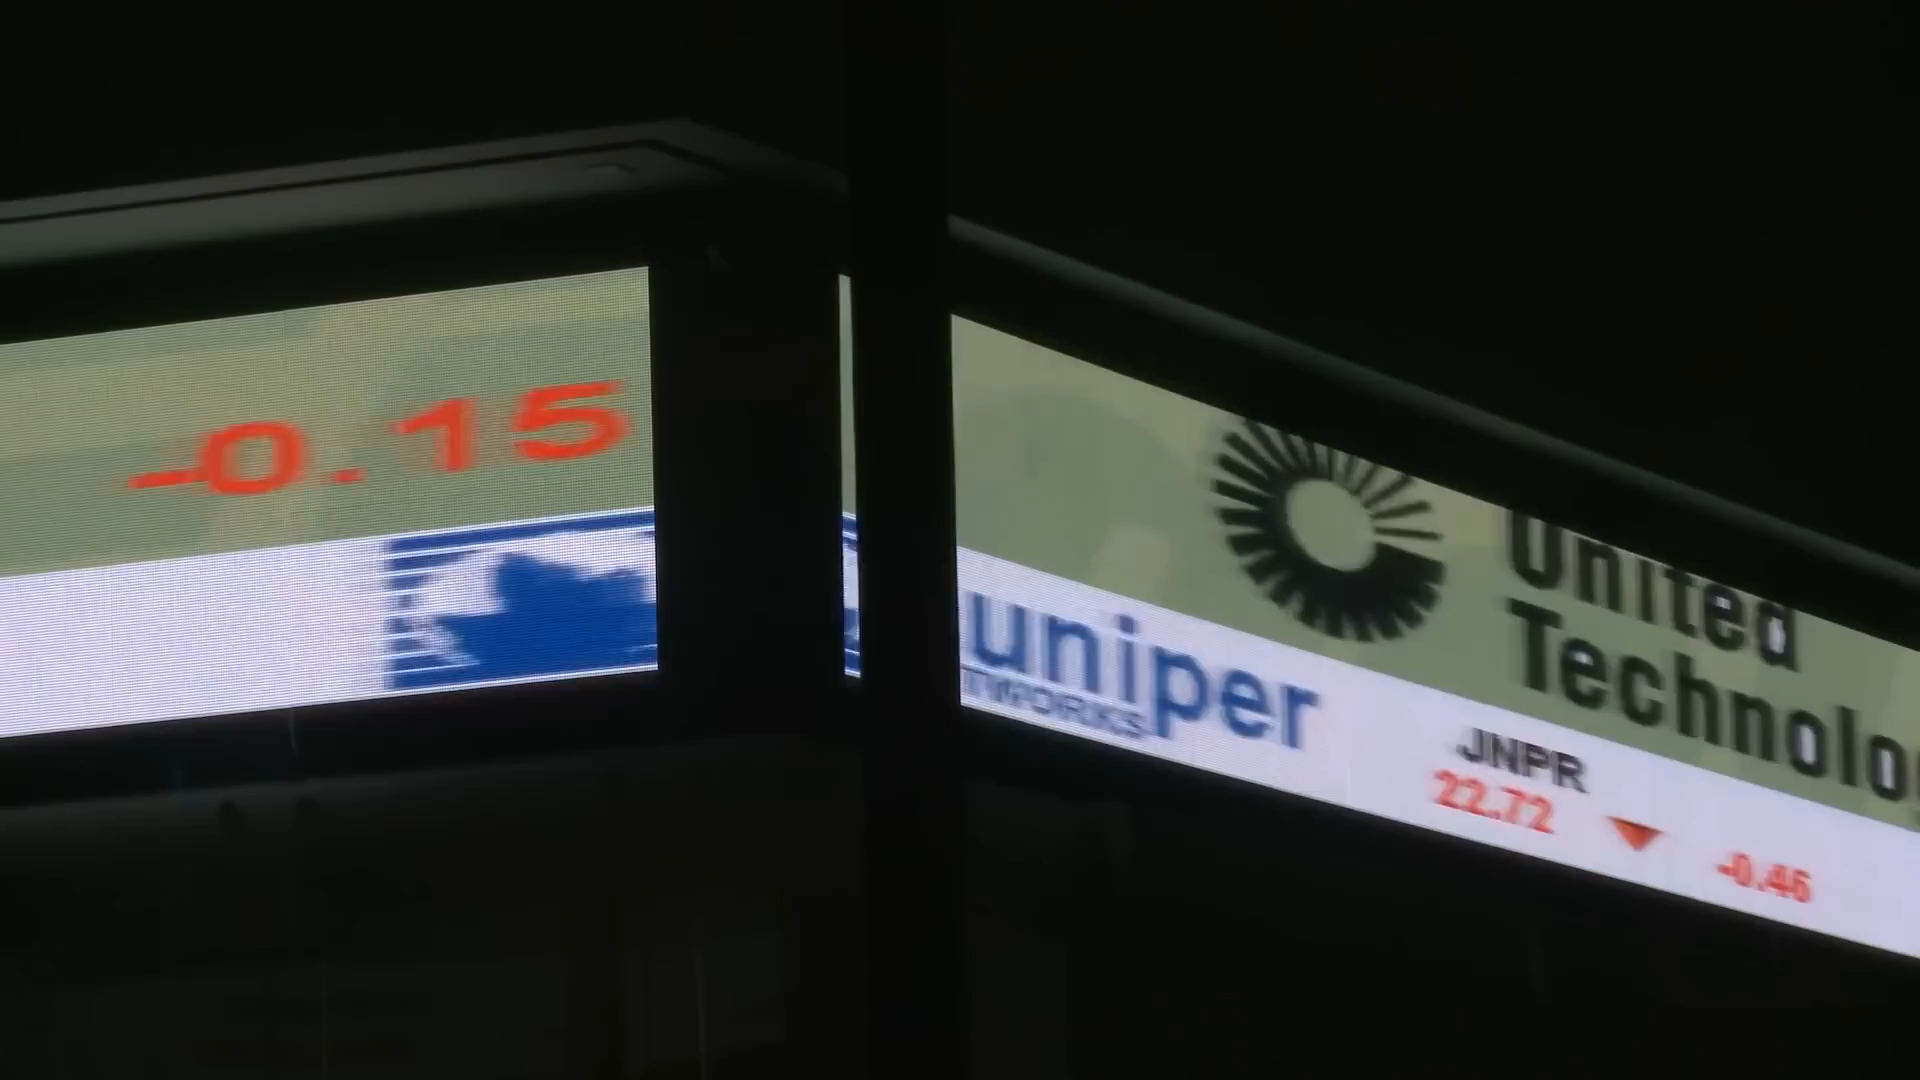 -0.15
United
Technolo
uniper
TWORKS
JNPR
22.72
-0.46